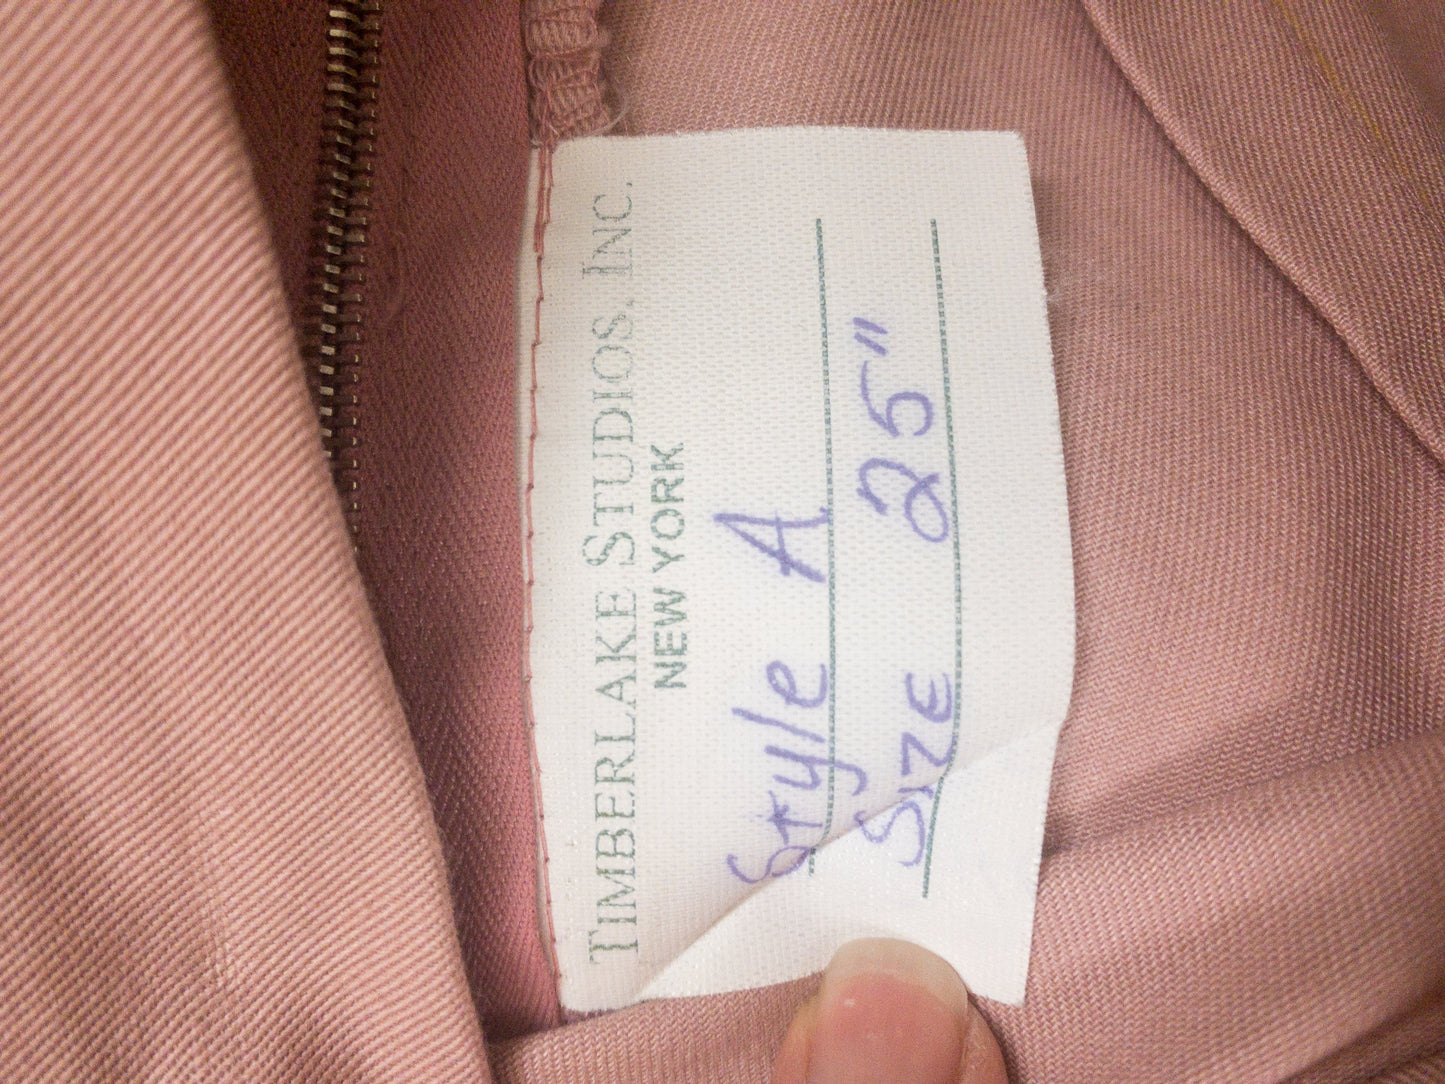 TIMBERLAKE STUDIOS, INC.
NEW YORK
Style A
SIZE 25"